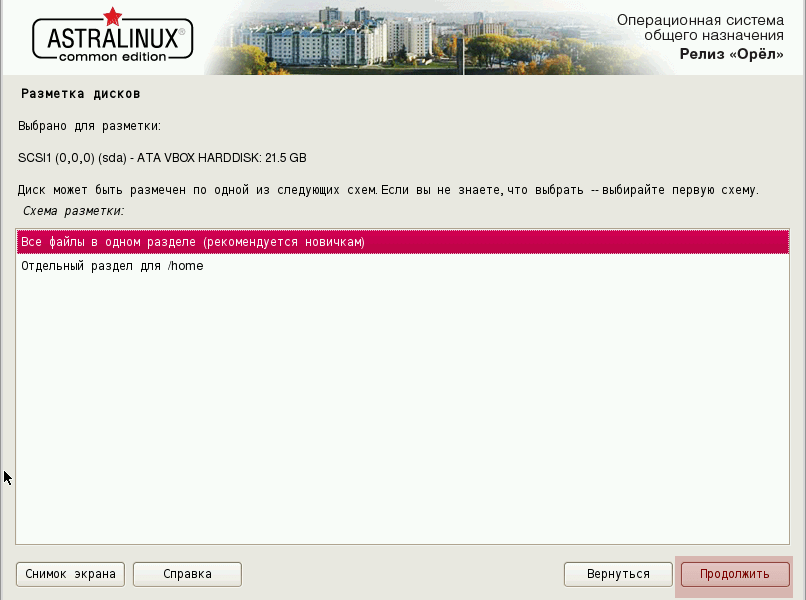 ASTRALINUX®
common edition
Операционная система
общего назначения
Релиз «Орёл»
Разметка дисков
Выбрано для разметки:
SCSI1 (0,0,0) (sda) - ATA VBOX HARDDISK: 21.5 GB
Диск может быть размечен по одной из следующих схем. Если вы не знаете, что выбрать -- выбирайте первую схему.
Схема разметки:
Все файлы в одном разделе (рекомендуется новичкам)
Отдельный раздел для /home
Снимок экрана
Справка
Вернуться
Продолжить